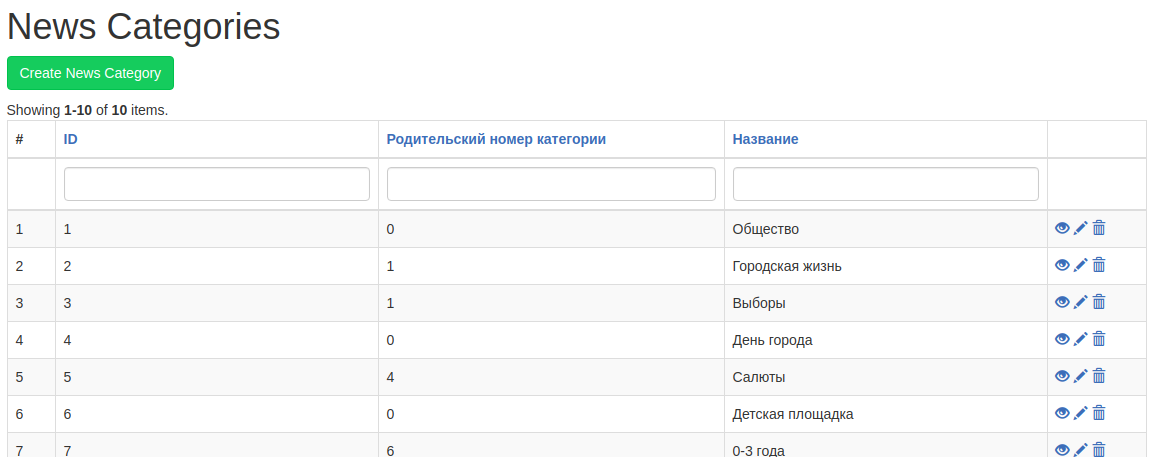 News Categories
Create News Category
Showing 1-10 of 10 items.
# ID Родительский номер категории Название
1 1 0 Общество
2 2 1 Городская жизнь
3 3 1 Выборы
4 4 0 День города
5 5 4 Салюты
6 6 0 Детская площадка
7 7 6 0-3 года